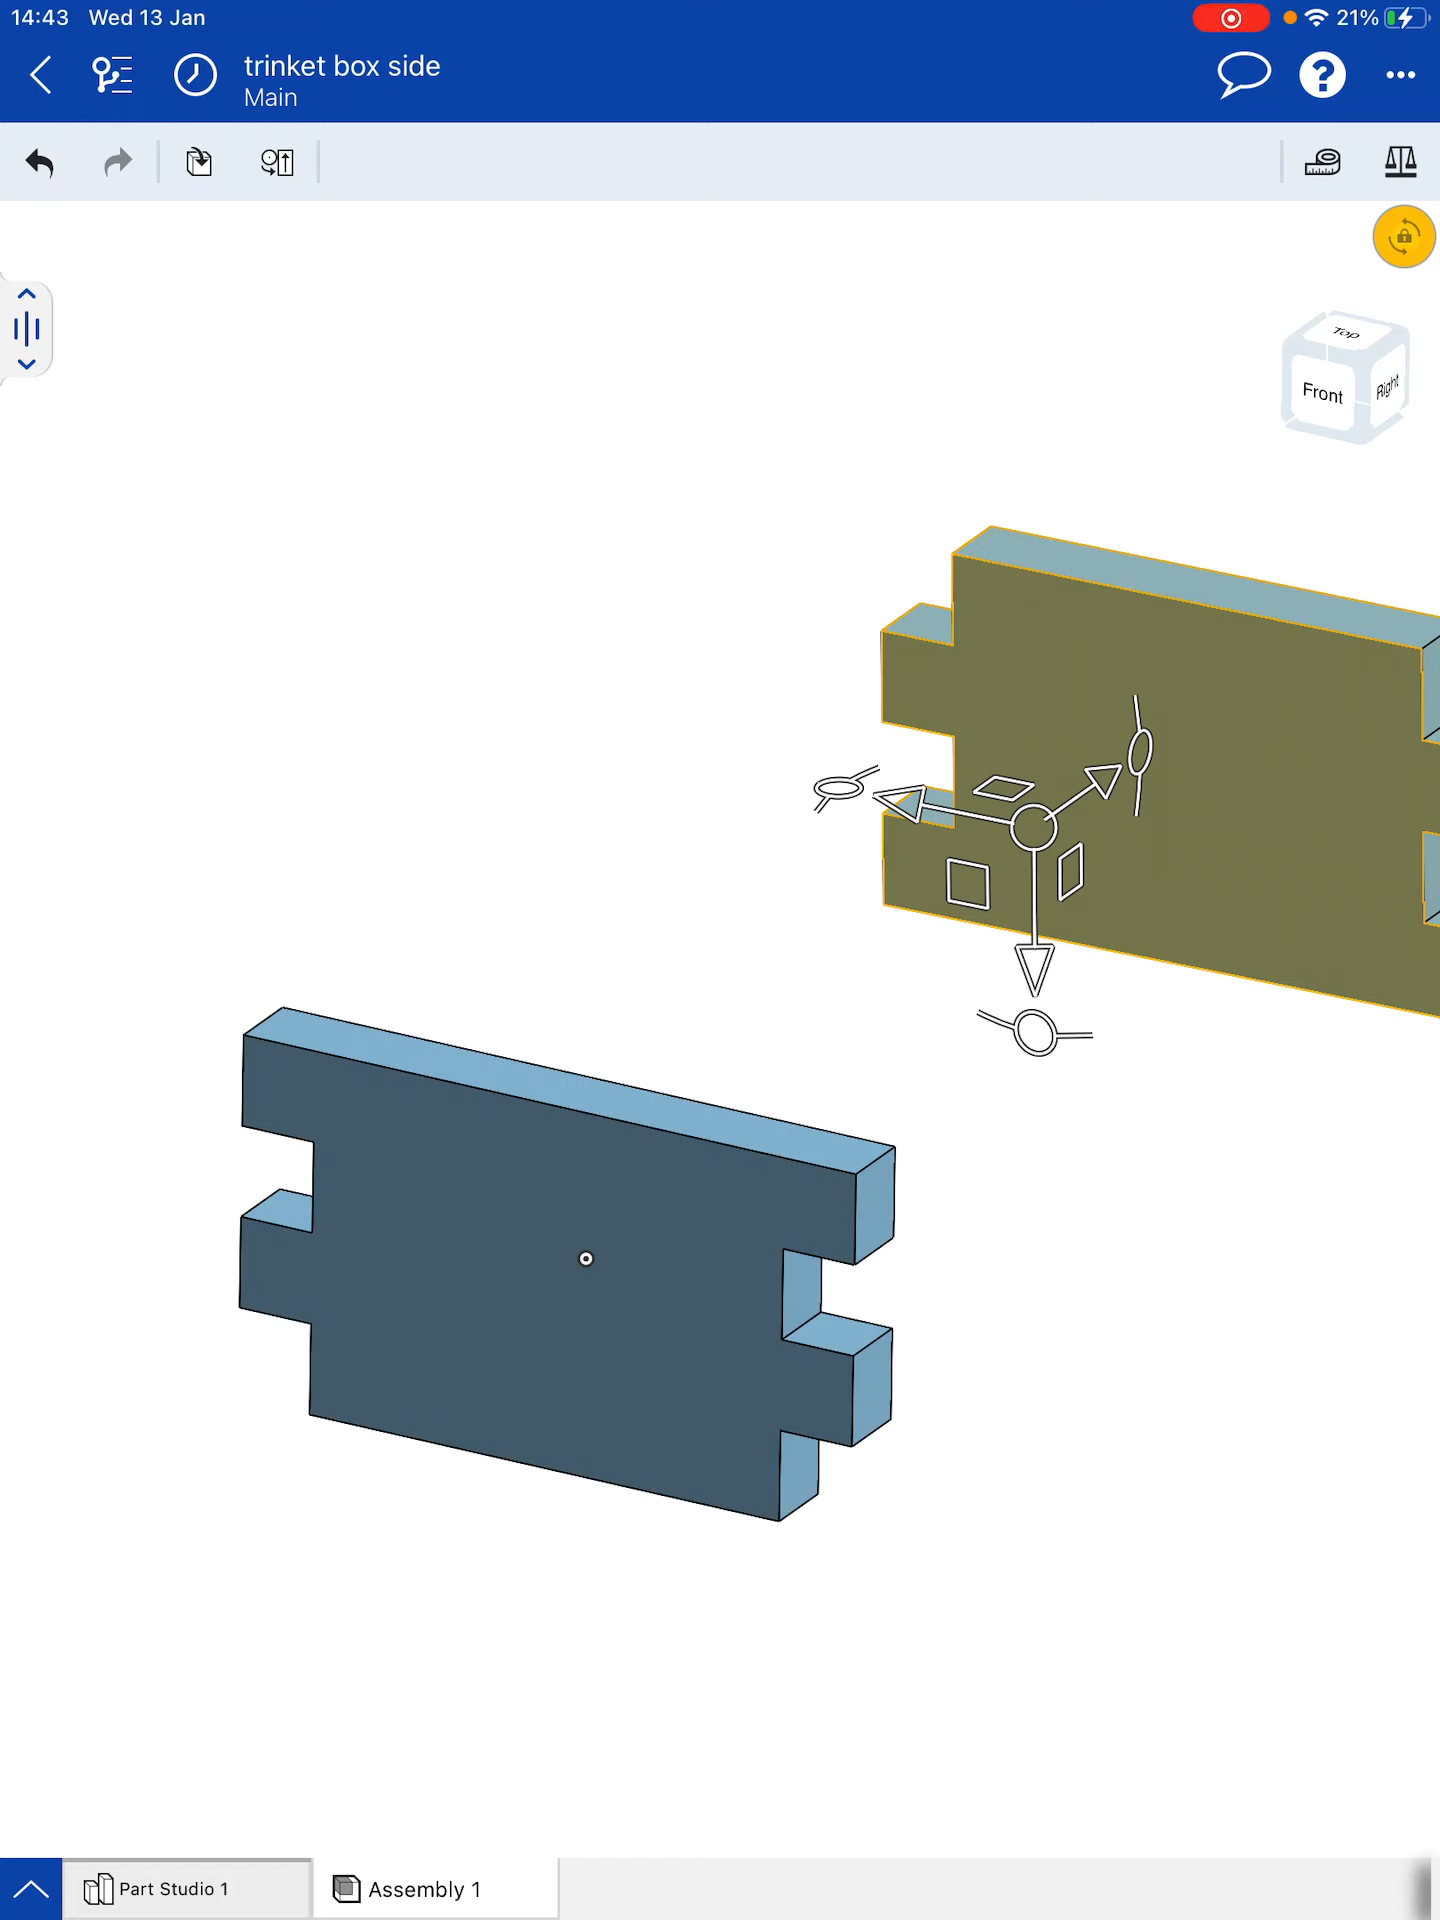 14:43 Wed 13 Jan
21%
trinket box side
Main
Top
Front
Right
Part Studio 1
Assembly 1